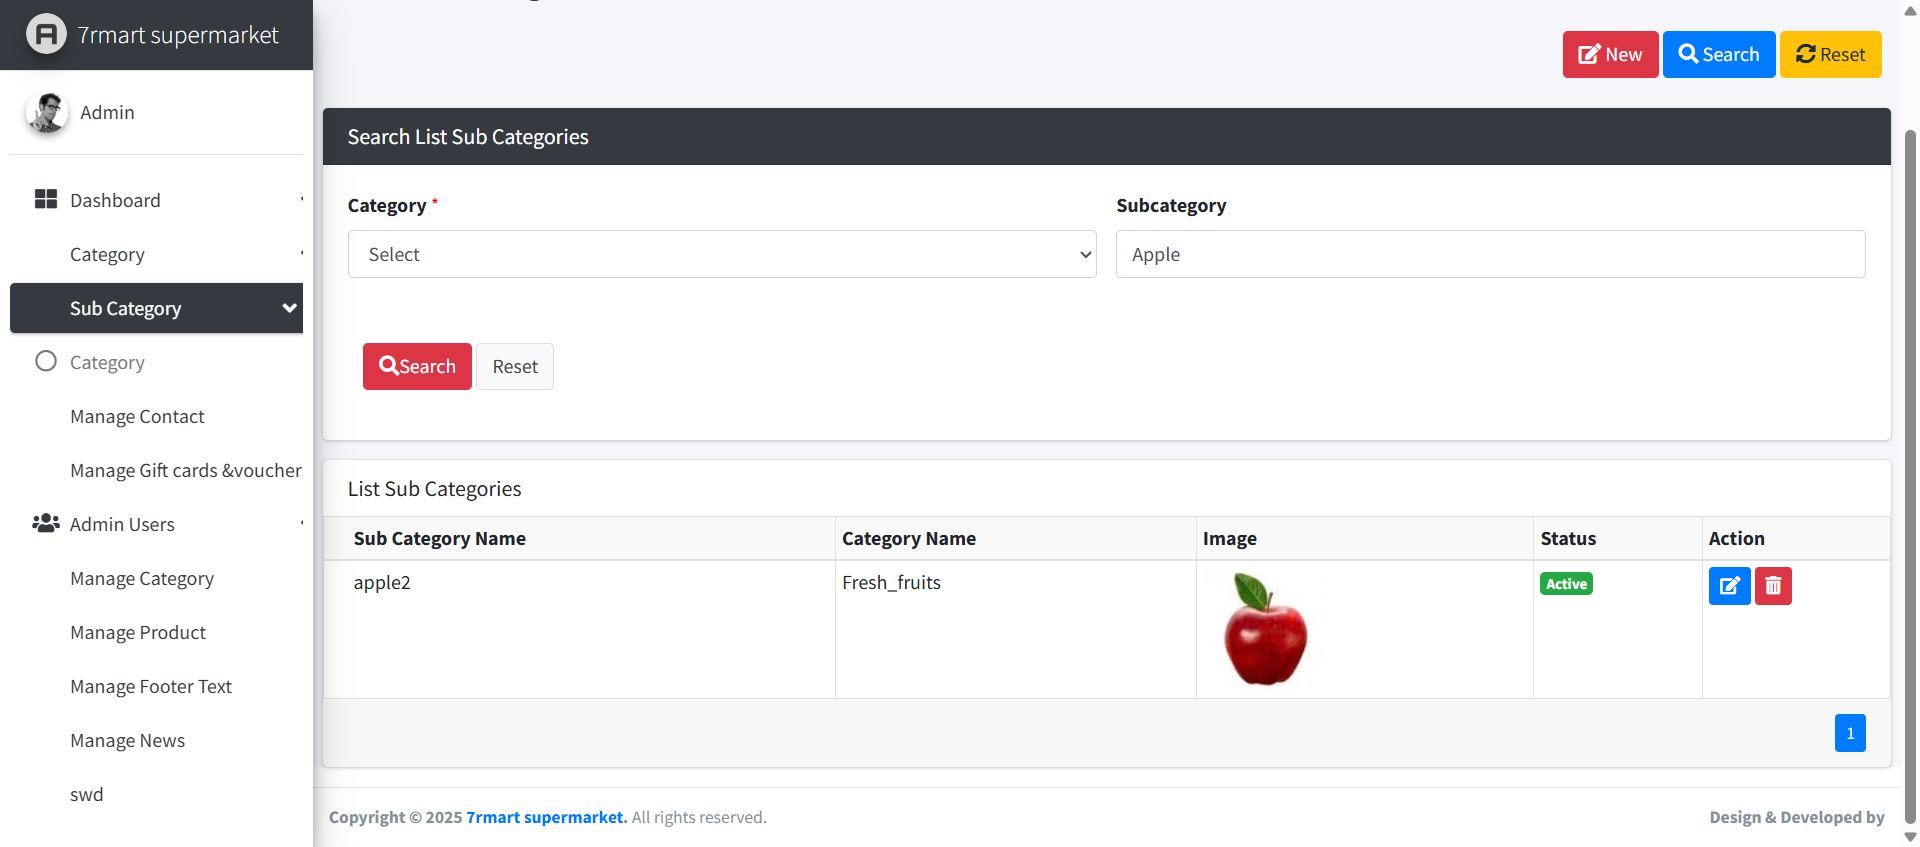 7rmart supermarket
Admin
Dashboard
Category
Sub Category
Category
Manage Contact
Manage Gift cards &voucher
Admin Users
Manage Category
Manage Product
Manage Footer Text
Manage News
swd
New
Search
Reset
Search List Sub Categories
Category *
Subcategory
Select
Apple
Search
Reset
List Sub Categories
Sub Category Name Category Name Image Status Action
apple2 Fresh_fruits Active
1
Copyright © 2025 7rmart supermarket. All rights reserved.
Design & Developed by